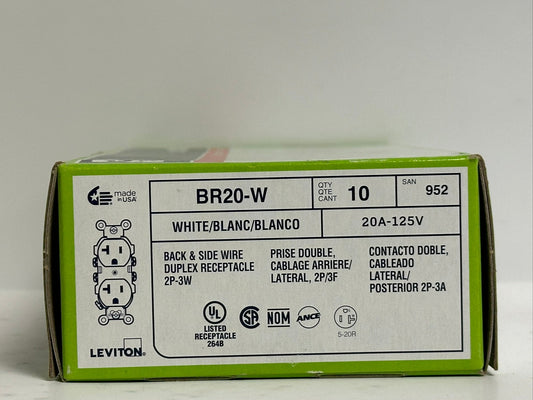 made
in USA
BR20-W
QTY
QTE
CANT
10
SAN
952
WHITE/BLANC/BLANCO
20A-125V
BACK & SIDE WIRE
DUPLEX RECEPTACLE
2P-3W
PRISE DOUBLE,
CABLAGE ARRIERE/
LATERAL, 2P/3F
CONTACTO DOBLE,
CABLEADO
LATERAL/
POSTERIOR 2P-3A
UL
LISTED
RECEPTACLE
264B
SA
NOM
ANCE
5-20R
LEVITON